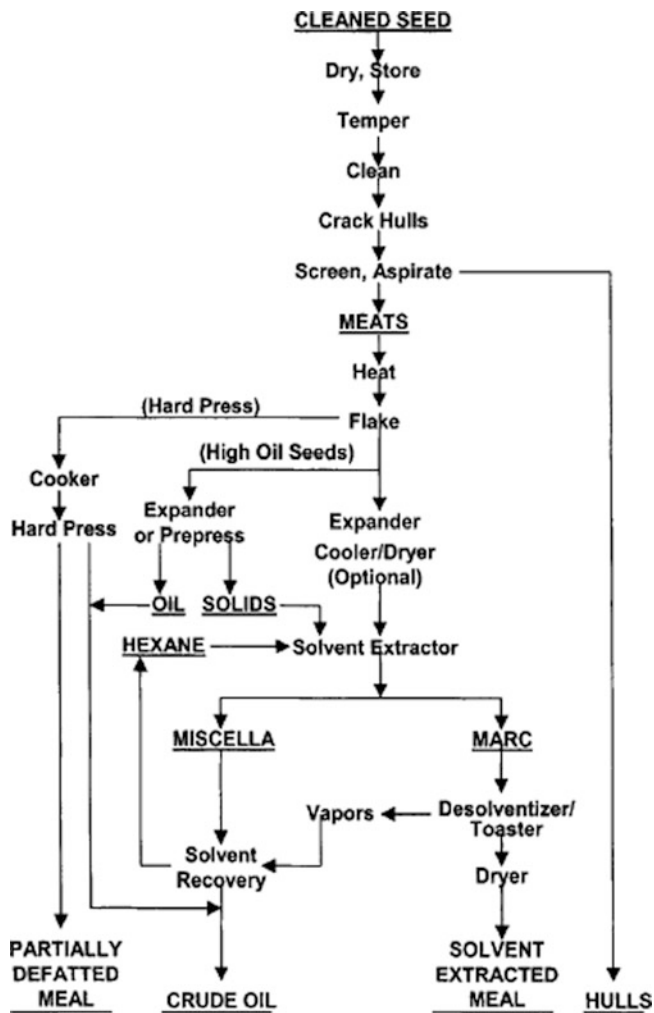 CLEANED SEED
Dry, Store
Temper
Clean
Crack Hulls
Screen, Aspirate
MEATS
Heat
(Hard Press)
Flake
(High Oil Seeds)
Cooker
Hard Press
Expander
or Prepress
Expander
Cooler/Dryer
(Optional)
OIL
SOLIDS
HEXANE
Solvent Extractor
MISCELLA
MARC
Vapors
Desolventizer/
Toaster
Solvent
Recovery
Dryer
PARTIALLY
DEFATTED
MEAL
CRUDE OIL
SOLVENT
EXTRACTED
MEAL
HULLS